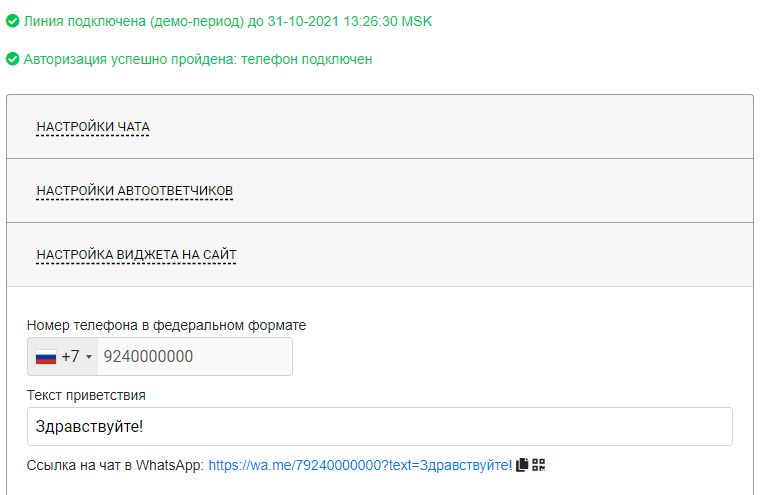 Линия подключена (демо-период) до 31-10-2021 13:26:30 MSK
Авторизация успешно пройдена: телефон подключен
НАСТРОЙКИ ЧАТА
НАСТРОЙКИ АВТООТВЕТЧИКОВ
НАСТРОЙКА ВИДЖЕТА НА САЙТ
Номер телефона в федеральном формате
+7 9240000000
Текст приветствия
Здравствуйте!
Ссылка на чат в WhatsApp: https://wa.me/79240000000?text=Здравствуйте!